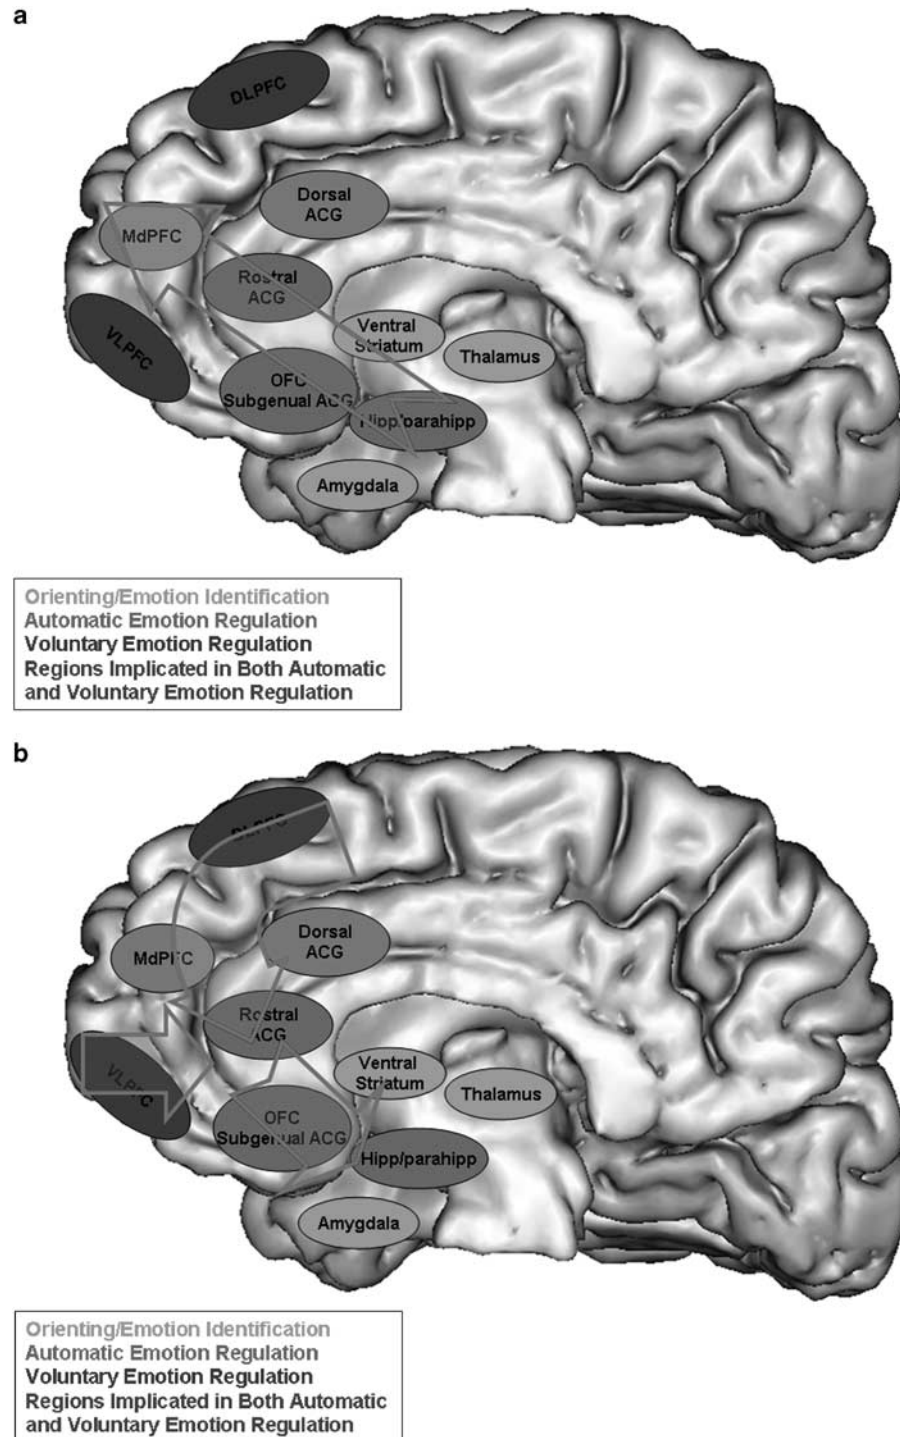 a
DLPFC
Dorsal
ACG
MdPFC
Rostral
ACG
Ventral
Striatum
Thalamus
VLPFC
OFC
Subgenual ACG
Hipp/parahipp
Amygdala
Orienting/Emotion Identification
Automatic Emotion Regulation
Voluntary Emotion Regulation
Regions Implicated in Both Automatic
and Voluntary Emotion Regulation
b
DLPFC
Dorsal
ACG
MdPFC
Rostral
ACG
Ventral
Striatum
Thalamus
VLPFC
OFC
Subgenual ACG
Hipp/parahipp
Amygdala
Orienting/Emotion Identification
Automatic Emotion Regulation
Voluntary Emotion Regulation
Regions Implicated in Both Automatic
and Voluntary Emotion Regulation